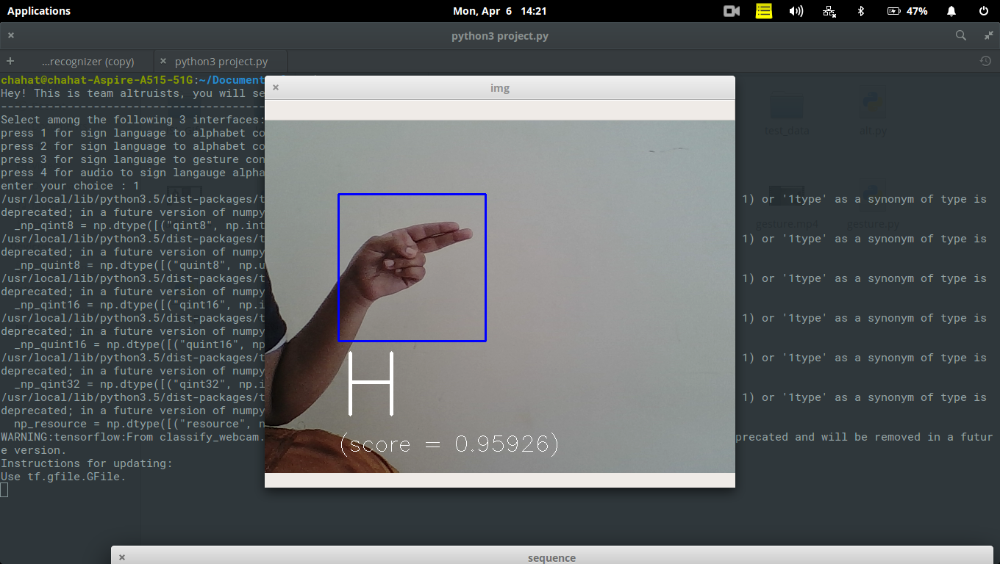 Applications
Mon, Apr 6 14:21
47%
python3 project.py
...recognizer (copy)
python3 project.py
chahat@chahat-Aspire-A515-51G:~/Document
Hey! This is team altruists, you will se
----------------------------------------
Select among the following 3 interfaces:
press 1 for sign language to alphabet co
press 2 for sign language to alphabet co
press 3 for sign language to gesture con
press 4 for audio to sign langauge alpha
enter your choice : 1
/usr/local/lib/python3.5/dist-packages/t 1) or '1type' as a synonym of type is
deprecated; in a future version of numpy
_np_qint8 = np.dtype([("qint8", np.int
/usr/local/lib/python3.5/dist-packages/t 1) or '1type' as a synonym of type is
deprecated; in a future version of numpy
_np_quint8 = np.dtype([("quint8", np.u
/usr/local/lib/python3.5/dist-packages/t 1) or '1type' as a synonym of type is
deprecated; in a future version of numpy
_np_qint16 = np.dtype([("qint16", np.i
/usr/local/lib/python3.5/dist-packages/t 1) or '1type' as a synonym of type is
deprecated; in a future version of numpy
_np_quint16 = np.dtype([("quint16", np
/usr/local/lib/python3.5/dist-packages/t 1) or '1type' as a synonym of type is
deprecated; in a future version of numpy
_np_qint32 = np.dtype([("qint32", np.i
/usr/local/lib/python3.5/dist-packages/t 1) or '1type' as a synonym of type is
deprecated; in a future version of numpy
np_resource = np.dtype([("resource", n
WARNING:tensorflow:From classify_webcam. precated and will be removed in a futur
e version.
Instructions for updating:
Use tf.gfile.GFile.
img
H
(score = 0.95926)
test_data
alt.py
gesture.mp4
gesture.py
sequence